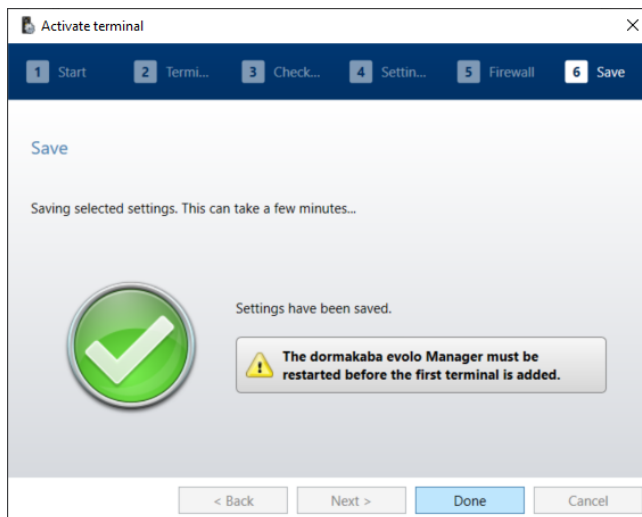 Activate terminal
1 Start 2 Termi... 3 Check... 4 Settin... 5 Firewall 6 Save
Save
Saving selected settings. This can take a few minutes...
Settings have been saved.
The dormakaba evolo Manager must be
restarted before the first terminal is added.
< Back Next > Done Cancel